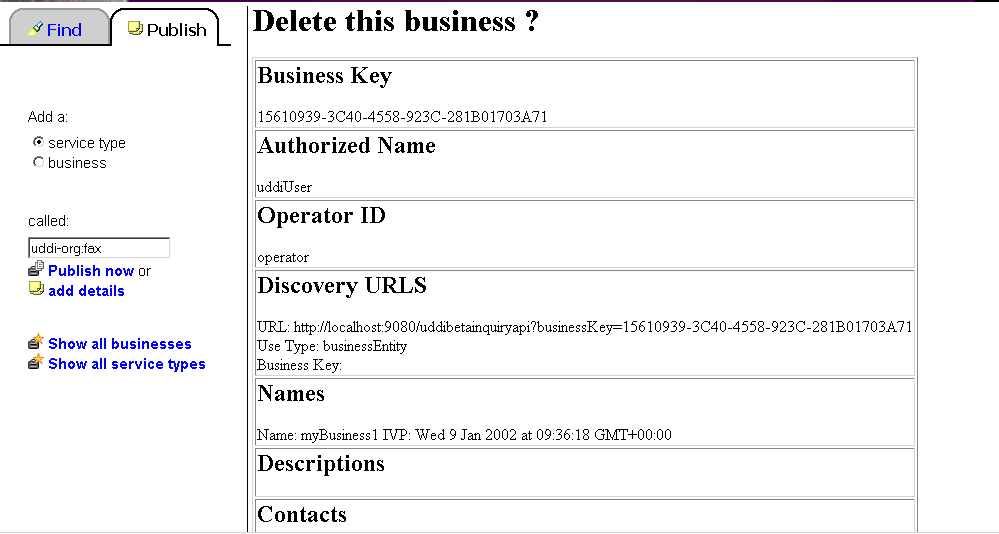 Find
Publish
Add a:
service type
business
called:
uddi-org:fax
Publish now or
add details
Show all businesses
Show all service types
Delete this business ?
Business Key
15610939-3C40-4558-923C-281B01703A71
Authorized Name
uddiUser
Operator ID
operator
Discovery URLS
URL: http://localhost:9080/uddibetainquiryapi?businessKey=15610939-3C40-4558-923C-281B01703A71
Use Type: businessEntity
Business Key:
Names
Name: myBusiness1 IVP: Wed 9 Jan 2002 at 09:36:18 GMT+00:00
Descriptions
Contacts